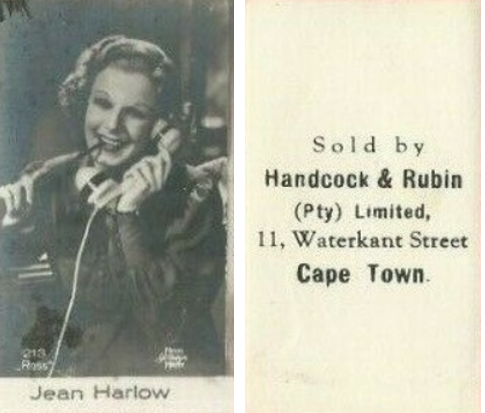 213
„Ross"
Jean Harlow
Sold by
Handcock & Rubin
(Pty) Limited,
11, Waterkant Street
Cape Town.